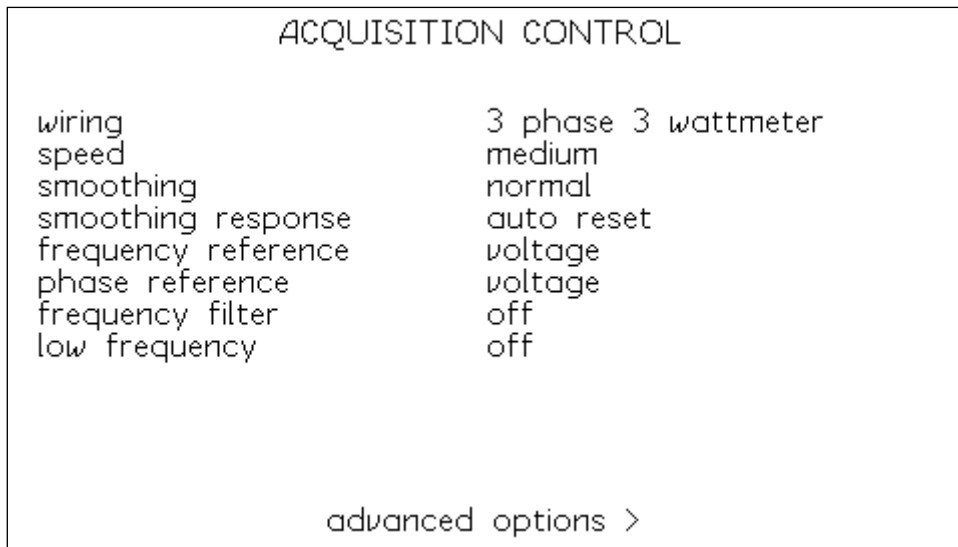 ACQUISITION CONTROL
wiring 3 phase 3 wattmeter
speed medium
smoothing normal
smoothing response auto reset
frequency reference voltage
phase reference voltage
frequency filter off
low frequency off
advanced options >